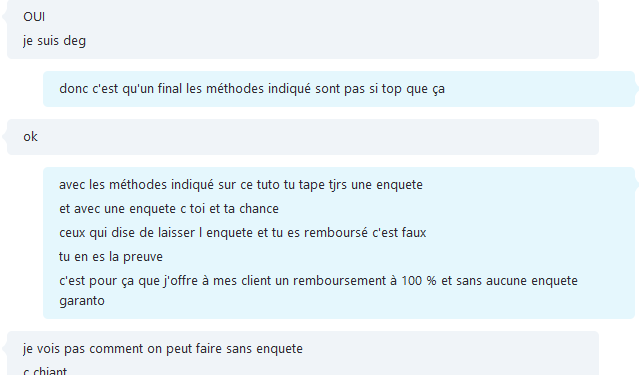 OUI
je suis deg
donc c'est qu'un final les méthodes indiqué sont pas si top que ça
ok
avec les méthodes indiqué sur ce tuto tu tape tjrs une enquete
et avec une enquete c toi et ta chance
ceux qui dise de laisser l enquete et tu es remboursé c'est faux
tu en es la preuve
c'est pour ça que j'offre à mes client un remboursement à 100 % et sans aucune enquete
garanto
je vois pas comment on peut faire sans enquete
c chiant